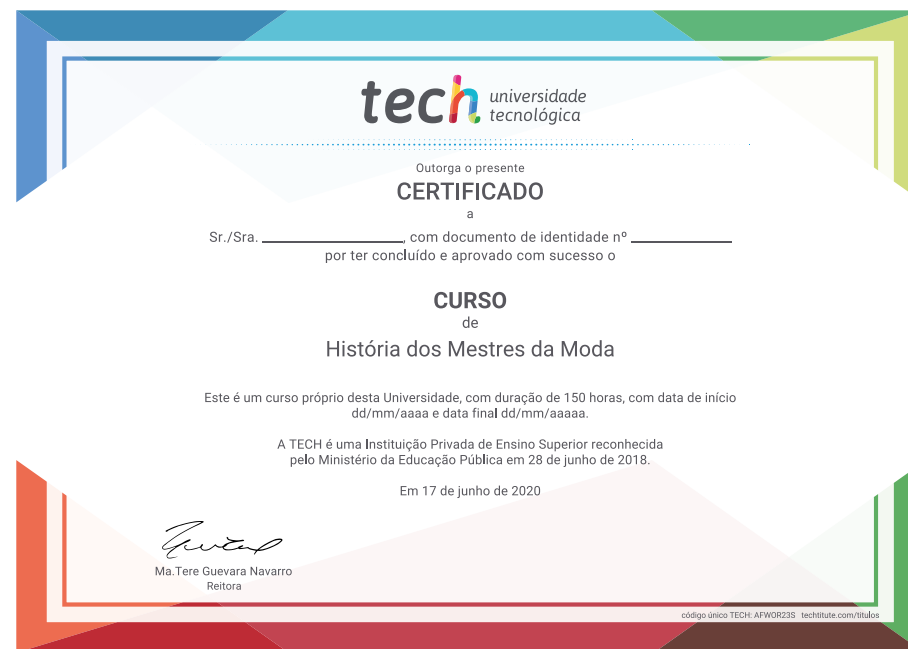 tech universidade
tecnológica
Outorga o presente
CERTIFICADO
a
Sr./Sra. ____________, com documento de identidade nº ____________
por ter concluído e aprovado com sucesso o
CURSO
de
História dos Mestres da Moda
Este é um curso próprio desta Universidade, com duração de 150 horas, com data de início
dd/mm/aaaa e data final dd/mm/aaaaa.
A TECH é uma Instituição Privada de Ensino Superior reconhecida
pelo Ministério da Educação Pública em 28 de junho de 2018.
Em 17 de junho de 2020
Ma.Tere Guevara Navarro
Reitora
código único TECH: AFWOR23S techtitute.com/títulos